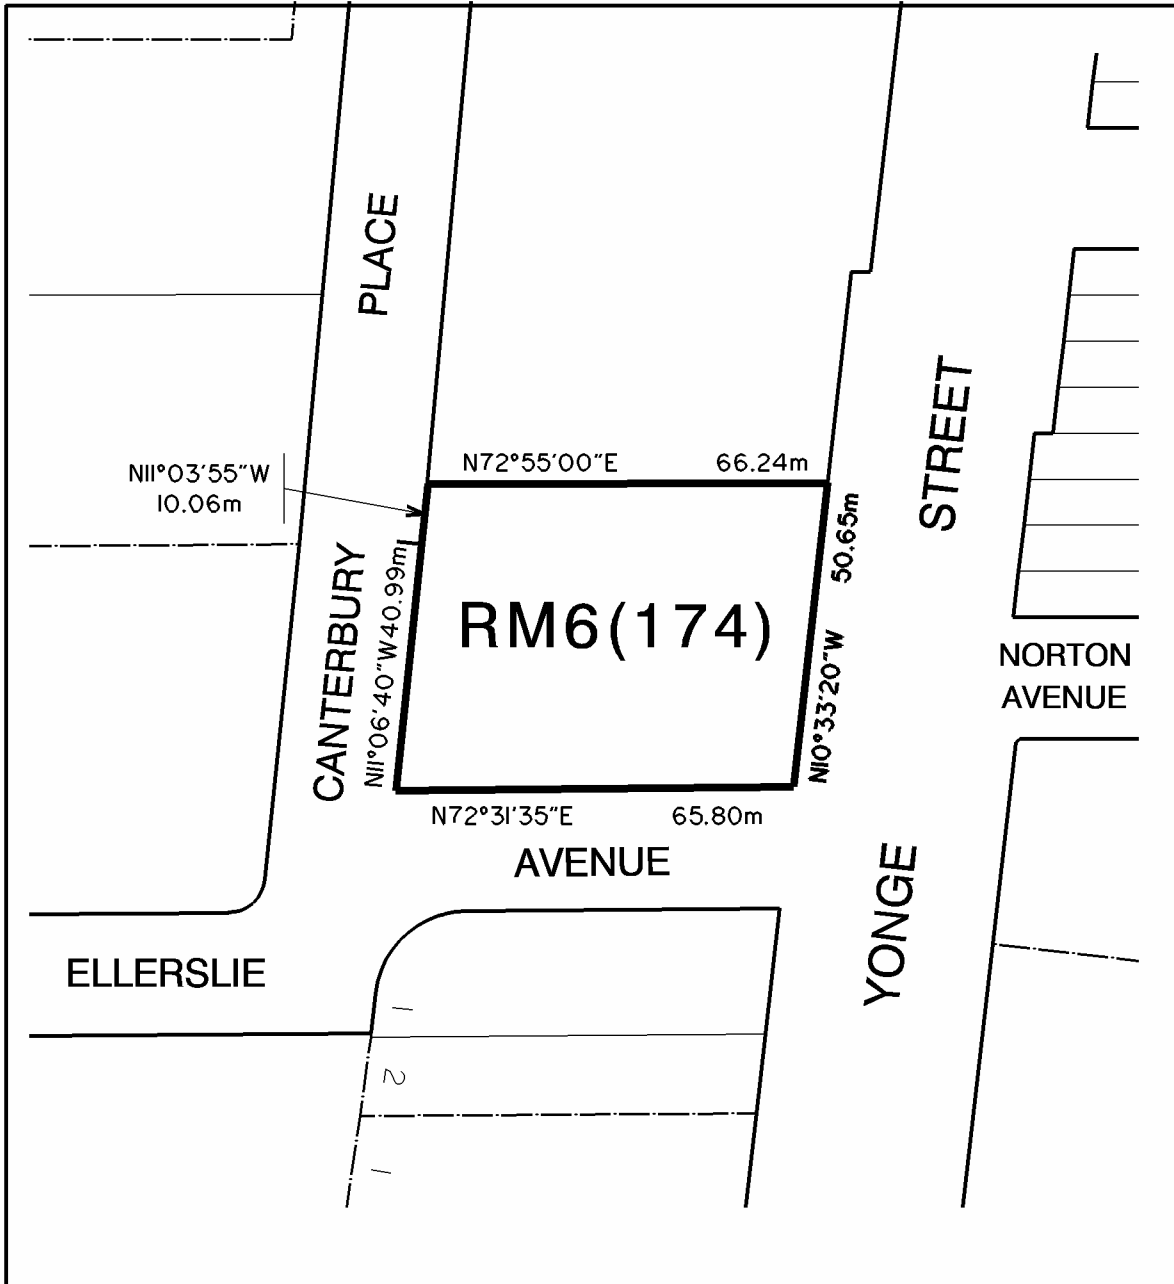 PLACE
STREET
N72°55'00"E 66.24m
N11°03'55"W
10.06m
50.65m
CANTERBURY
N11°06'40"W 40.99m
RM6(174)
N10°33'20"W
NORTON
AVENUE
N72°31'35"E 65.80m
AVENUE
YONGE
ELLERSLIE
1
2
1